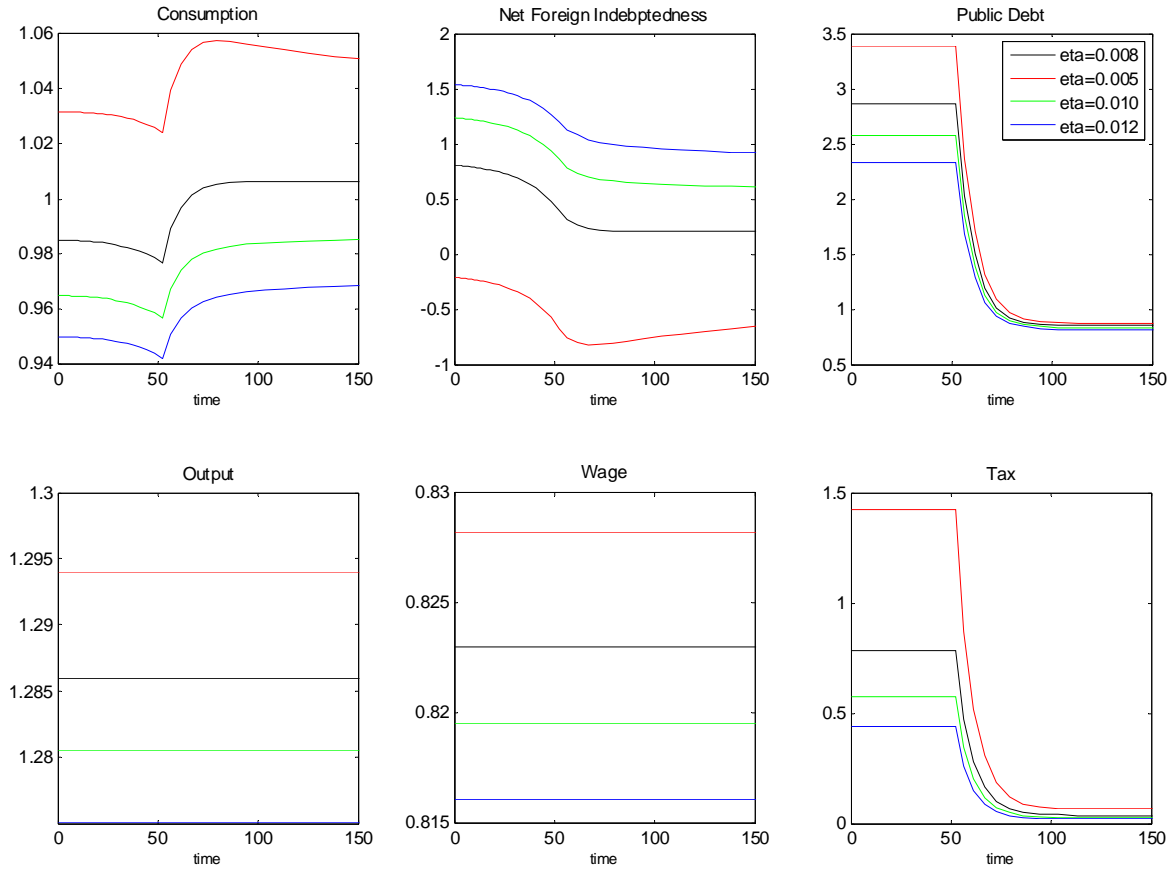 Consumption
1.06
1.04
1.02
1
0.98
0.96
0.94
0 50 100 150
time
Net Foreign Indebptedness
2
1.5
1
0.5
0
-0.5
-1
0 50 100 150
time
Public Debt
3.5
3
2.5
2
1.5
1
0.5
0 50 100 150
time
eta=0.008
eta=0.005
eta=0.010
eta=0.012
Output
1.3
1.295
1.29
1.285
1.28
0 50 100 150
time
Wage
0.83
0.825
0.82
0.815
0 50 100 150
time
Tax
1.5
1
0.5
0
0 50 100 150
time